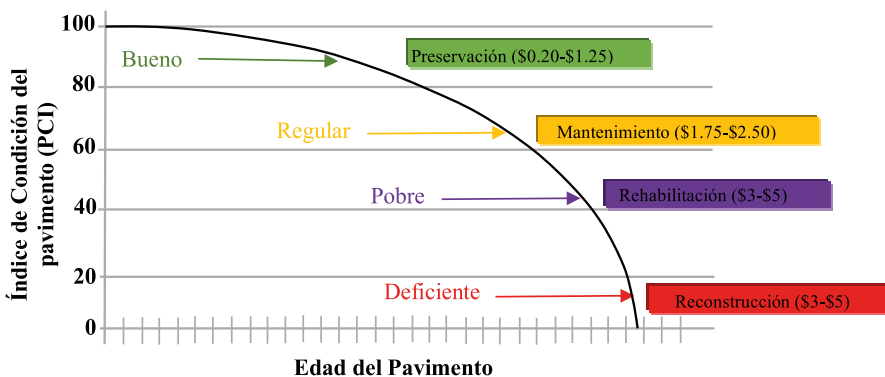 100
Bueno
Preservación ($0.20-$1.25)
80
Regular
Mantenimiento ($1.75-$2.50)
60
Pobre
Rehabilitación ($3-$5)
40
20
Deficiente
Reconstrucción ($3-$5)
0
Índice de Condición del
pavimento (PCI)
Edad del Pavimento